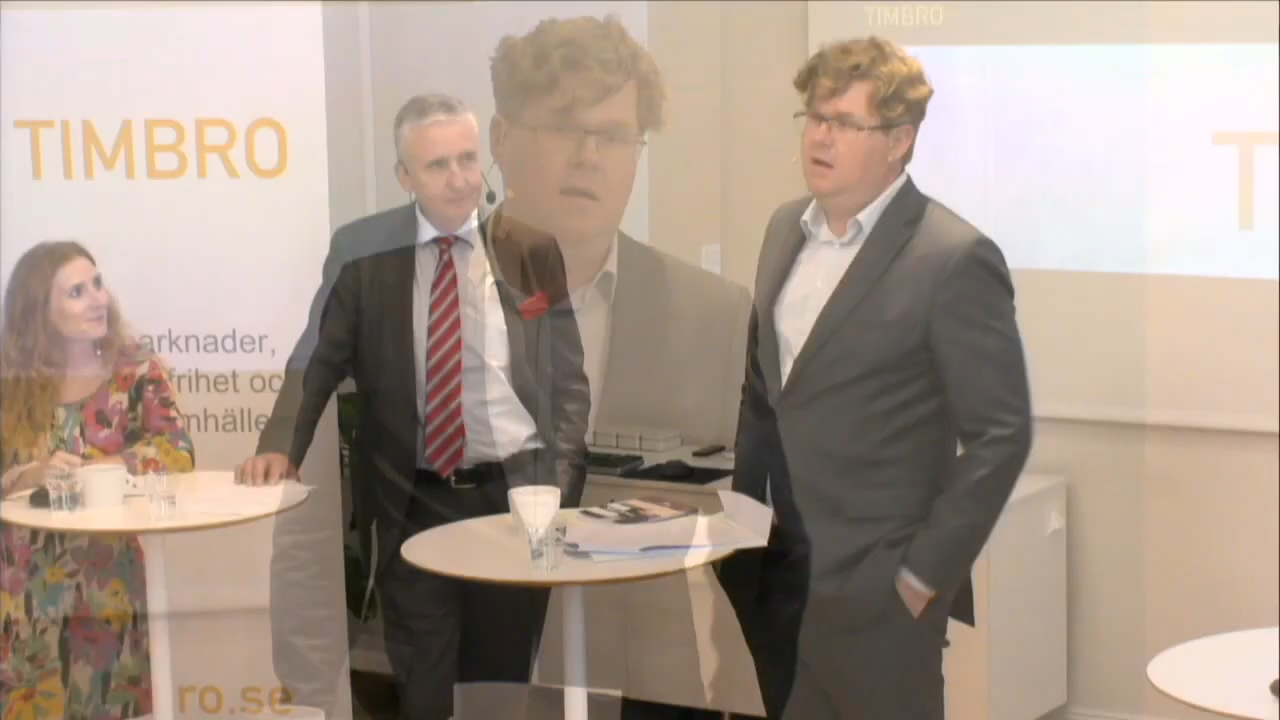 TIMBRO
TIMBRO
arknader,
frihet oc
mhälle
ro.se
T